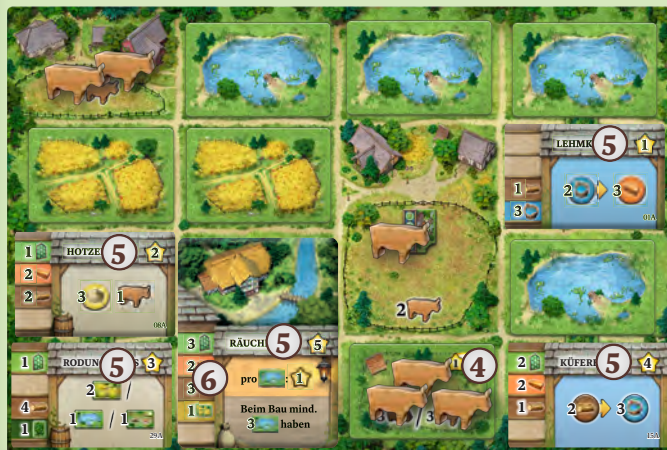 LEHMK 5 1
1
2 3
3
01A
1 HOTZE 5 2
2
3 1
2
08A
2
3 RÄUCH 5 5
2
6 pro : 1
3
1 Beim Bau mind.
3 haben
1 RODUN 5 S 3
2 /
4
1 / 1
1
29A
1 4
/ 3
2 KÜFER 5 4
2
1 2 3
15A